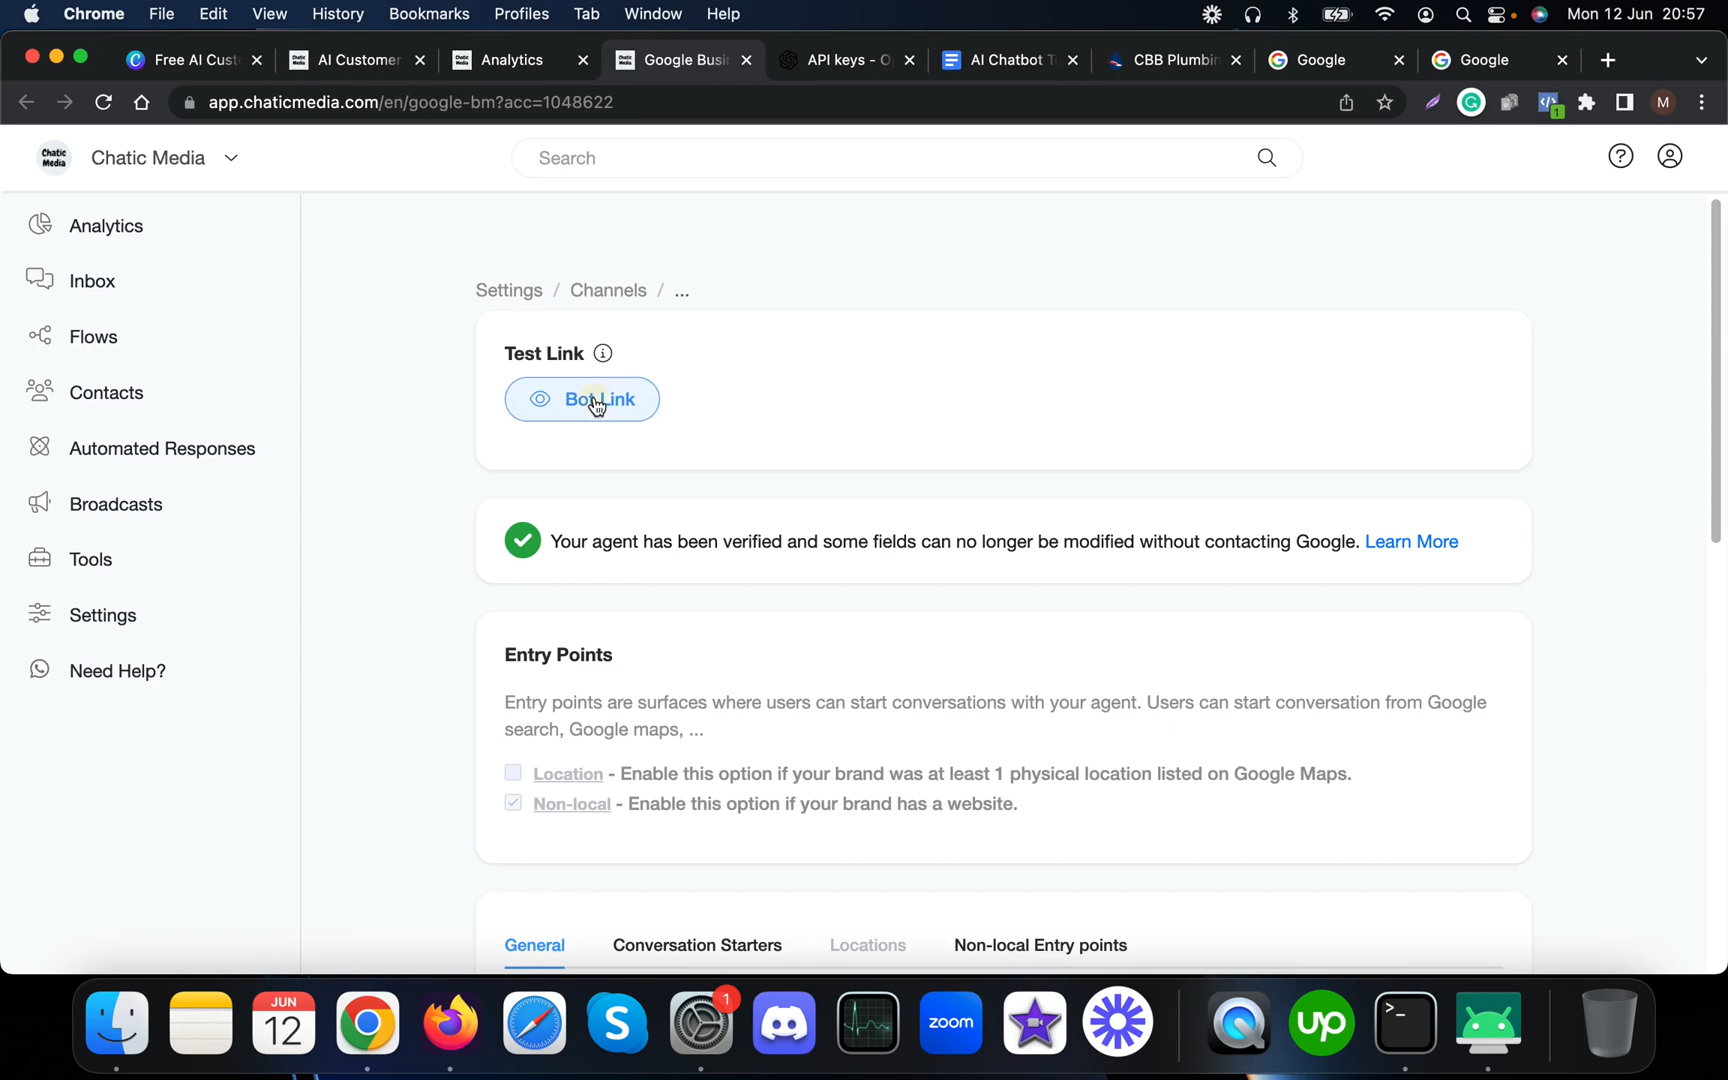 Chrome File Edit View History Bookmarks Profiles Tab Window Help Mon 12 Jun 20:57
Free AI Cust AI Customer Analytics Google Busi API keys - O AI Chatbot T CBB Plumbin Google Google
app.chaticmedia.com/en/google-bm?acc=1048622 1 M
Chatic Media Chatic Media Search
Analytics
Inbox
Flows
Contacts
Automated Responses
Broadcasts
Tools
Settings
Need Help?
Settings / Channels / ...
Test Link
Bot Link
Your agent has been verified and some fields can no longer be modified without contacting Google. Learn More
Entry Points
Entry points are surfaces where users can start conversations with your agent. Users can start conversation from Google
search, Google maps, ...
Location - Enable this option if your brand was at least 1 physical location listed on Google Maps.
Non-local - Enable this option if your brand has a website.
General Conversation Starters Locations Non-local Entry points
JUN 12 S 1 zoom up >_